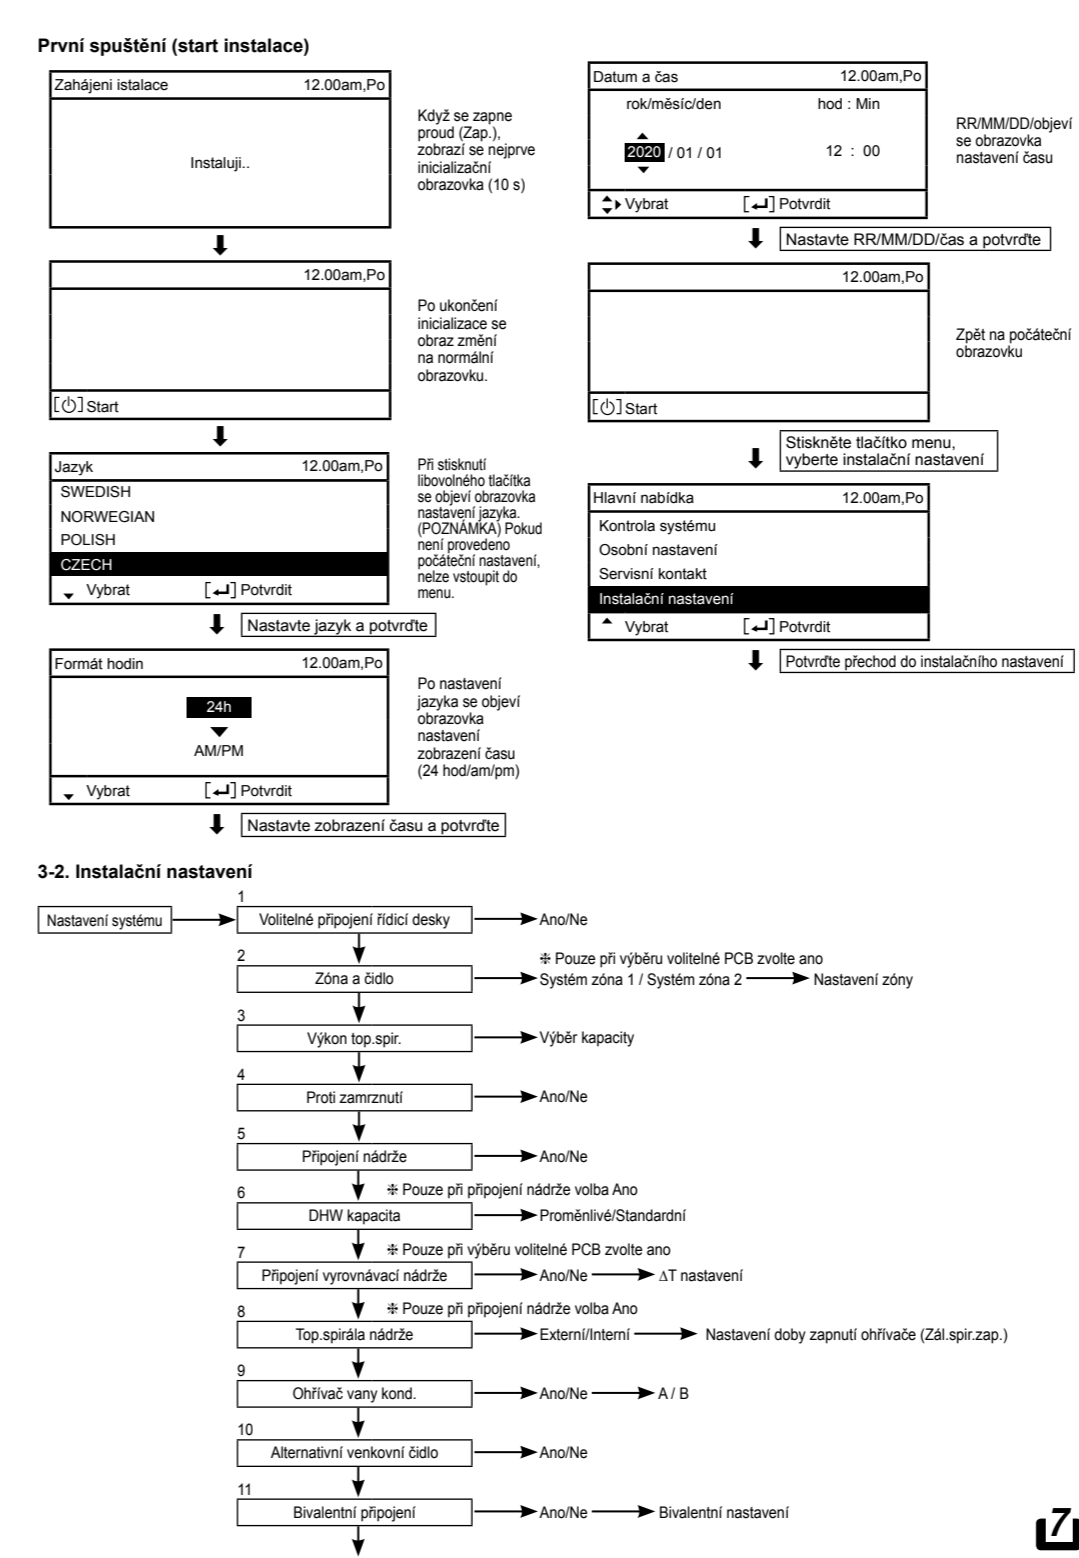 První spuštění (start instalace)
Zahájeni istalace 12.00am,Po
Instaluji..
Když se zapne
proud (Zap.),
zobrazí se nejprve
inicializační
obrazovka (10 s)
12.00am,Po
[⏻] Start
Po ukončení
inicializace se
obraz změní
na normální
obrazovku.
Jazyk 12.00am,Po
SWEDISH
NORWEGIAN
POLISH
CZECH
Vybrat [↵] Potvrdit
Při stisknutí
libovolného tlačítka
se objeví obrazovka
nastavení jazyka.
(POZNÁMKA) Pokud
není provedeno
počáteční nastavení,
nelze vstoupit do
menu.
Nastavte jazyk a potvrďte
Formát hodin 12.00am,Po
24h
AM/PM
Vybrat [↵] Potvrdit
Po nastavení
jazyka se objeví
obrazovka
nastavení
zobrazení času
(24 hod/am/pm)
Nastavte zobrazení času a potvrďte
Datum a čas 12.00am,Po
rok/měsíc/den hod : Min
2020 / 01 / 01 12 : 00
Vybrat [↵] Potvrdit
RR/MM/DD/objeví
se obrazovka
nastavení času
Nastavte RR/MM/DD/čas a potvrďte
12.00am,Po
[⏻] Start
Zpět na počáteční
obrazovku
Stiskněte tlačítko menu,
vyberte instalační nastavení
Hlavní nabídka 12.00am,Po
Kontrola systému
Osobní nastavení
Servisní kontakt
Instalační nastavení
Vybrat [↵] Potvrdit
Potvrďte přechod do instalačního nastavení
3-2. Instalační nastavení
Nastavení systému
1
Volitelné připojení řídicí desky Ano/Ne
2
❉ Pouze při výběru volitelné PCB zvolte ano
Zóna a čidlo Systém zóna 1 / Systém zóna 2 Nastavení zóny
3
Výkon top.spir. Výběr kapacity
4
Proti zamrznutí Ano/Ne
5
Připojení nádrže Ano/Ne
6 ❉ Pouze při připojení nádrže volba Ano
DHW kapacita Proměnlivé/Standardní
7 ❉ Pouze při výběru volitelné PCB zvolte ano
Připojení vyrovnávací nádrže Ano/Ne ΔT nastavení
8 ❉ Pouze při připojení nádrže volba Ano
Top.spirála nádrže Externí/Interní Nastavení doby zapnutí ohřívače (Zál.spir.zap.)
9
Ohřívač vany kond. Ano/Ne A / B
10
Alternativní venkovní čidlo Ano/Ne
11
Bivalentní připojení Ano/Ne Bivalentní nastavení
7